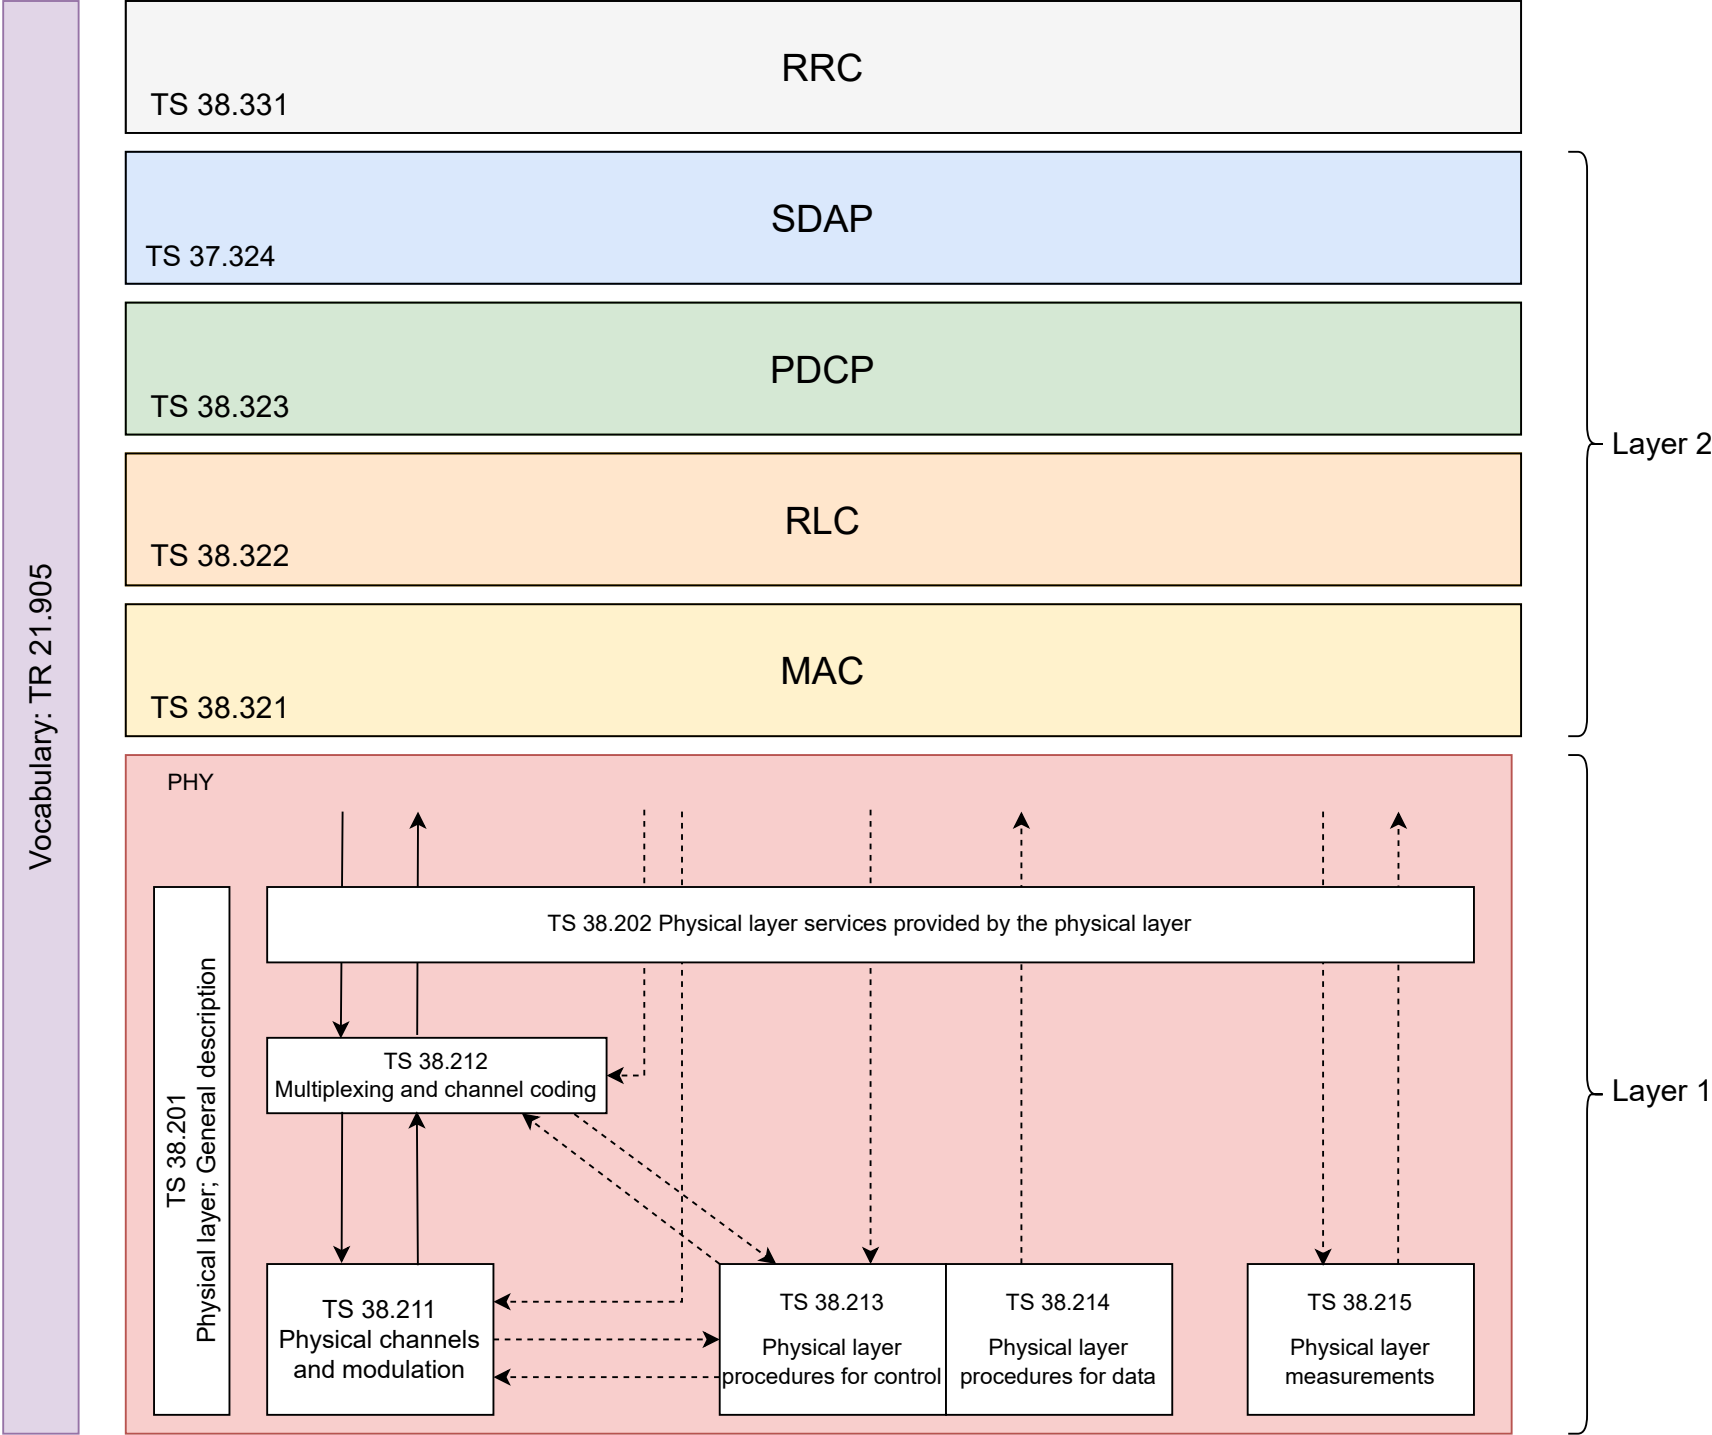 Vocabulary: TR 21.905
RRC
TS 38.331
SDAP
TS 37.324
PDCP
TS 38.323
RLC
TS 38.322
MAC
TS 38.321
Layer 2
PHY
TS 38.201
Physical layer; General description
TS 38.202 Physical layer services provided by the physical layer
TS 38.212
Multiplexing and channel coding
TS 38.211
Physical channels
and modulation
TS 38.213
Physical layer
procedures for control
TS 38.214
Physical layer
procedures for data
TS 38.215
Physical layer
measurements
Layer 1